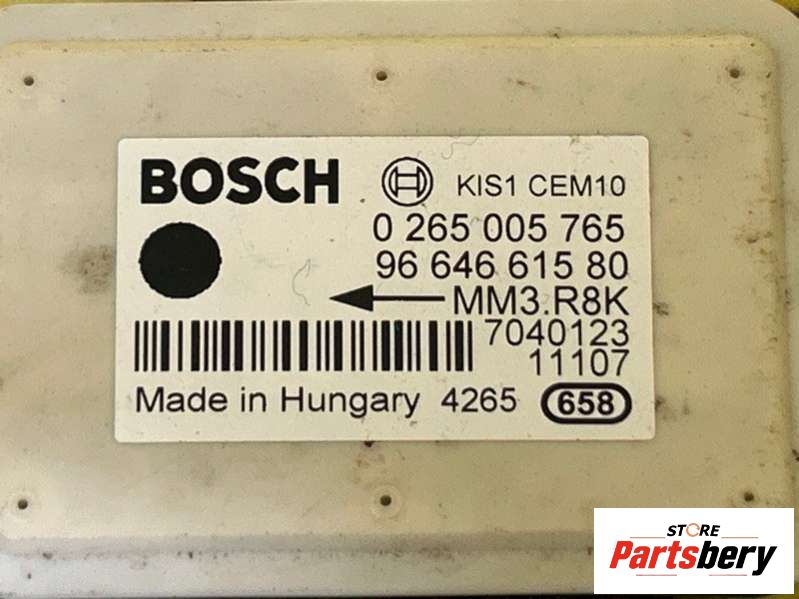 BOSCH KIS1 CEM10
0 265 005 765
96 646 615 80
MM3.R8K
7040123
11107
Made in Hungary 4265 658
STORE
Partsbery